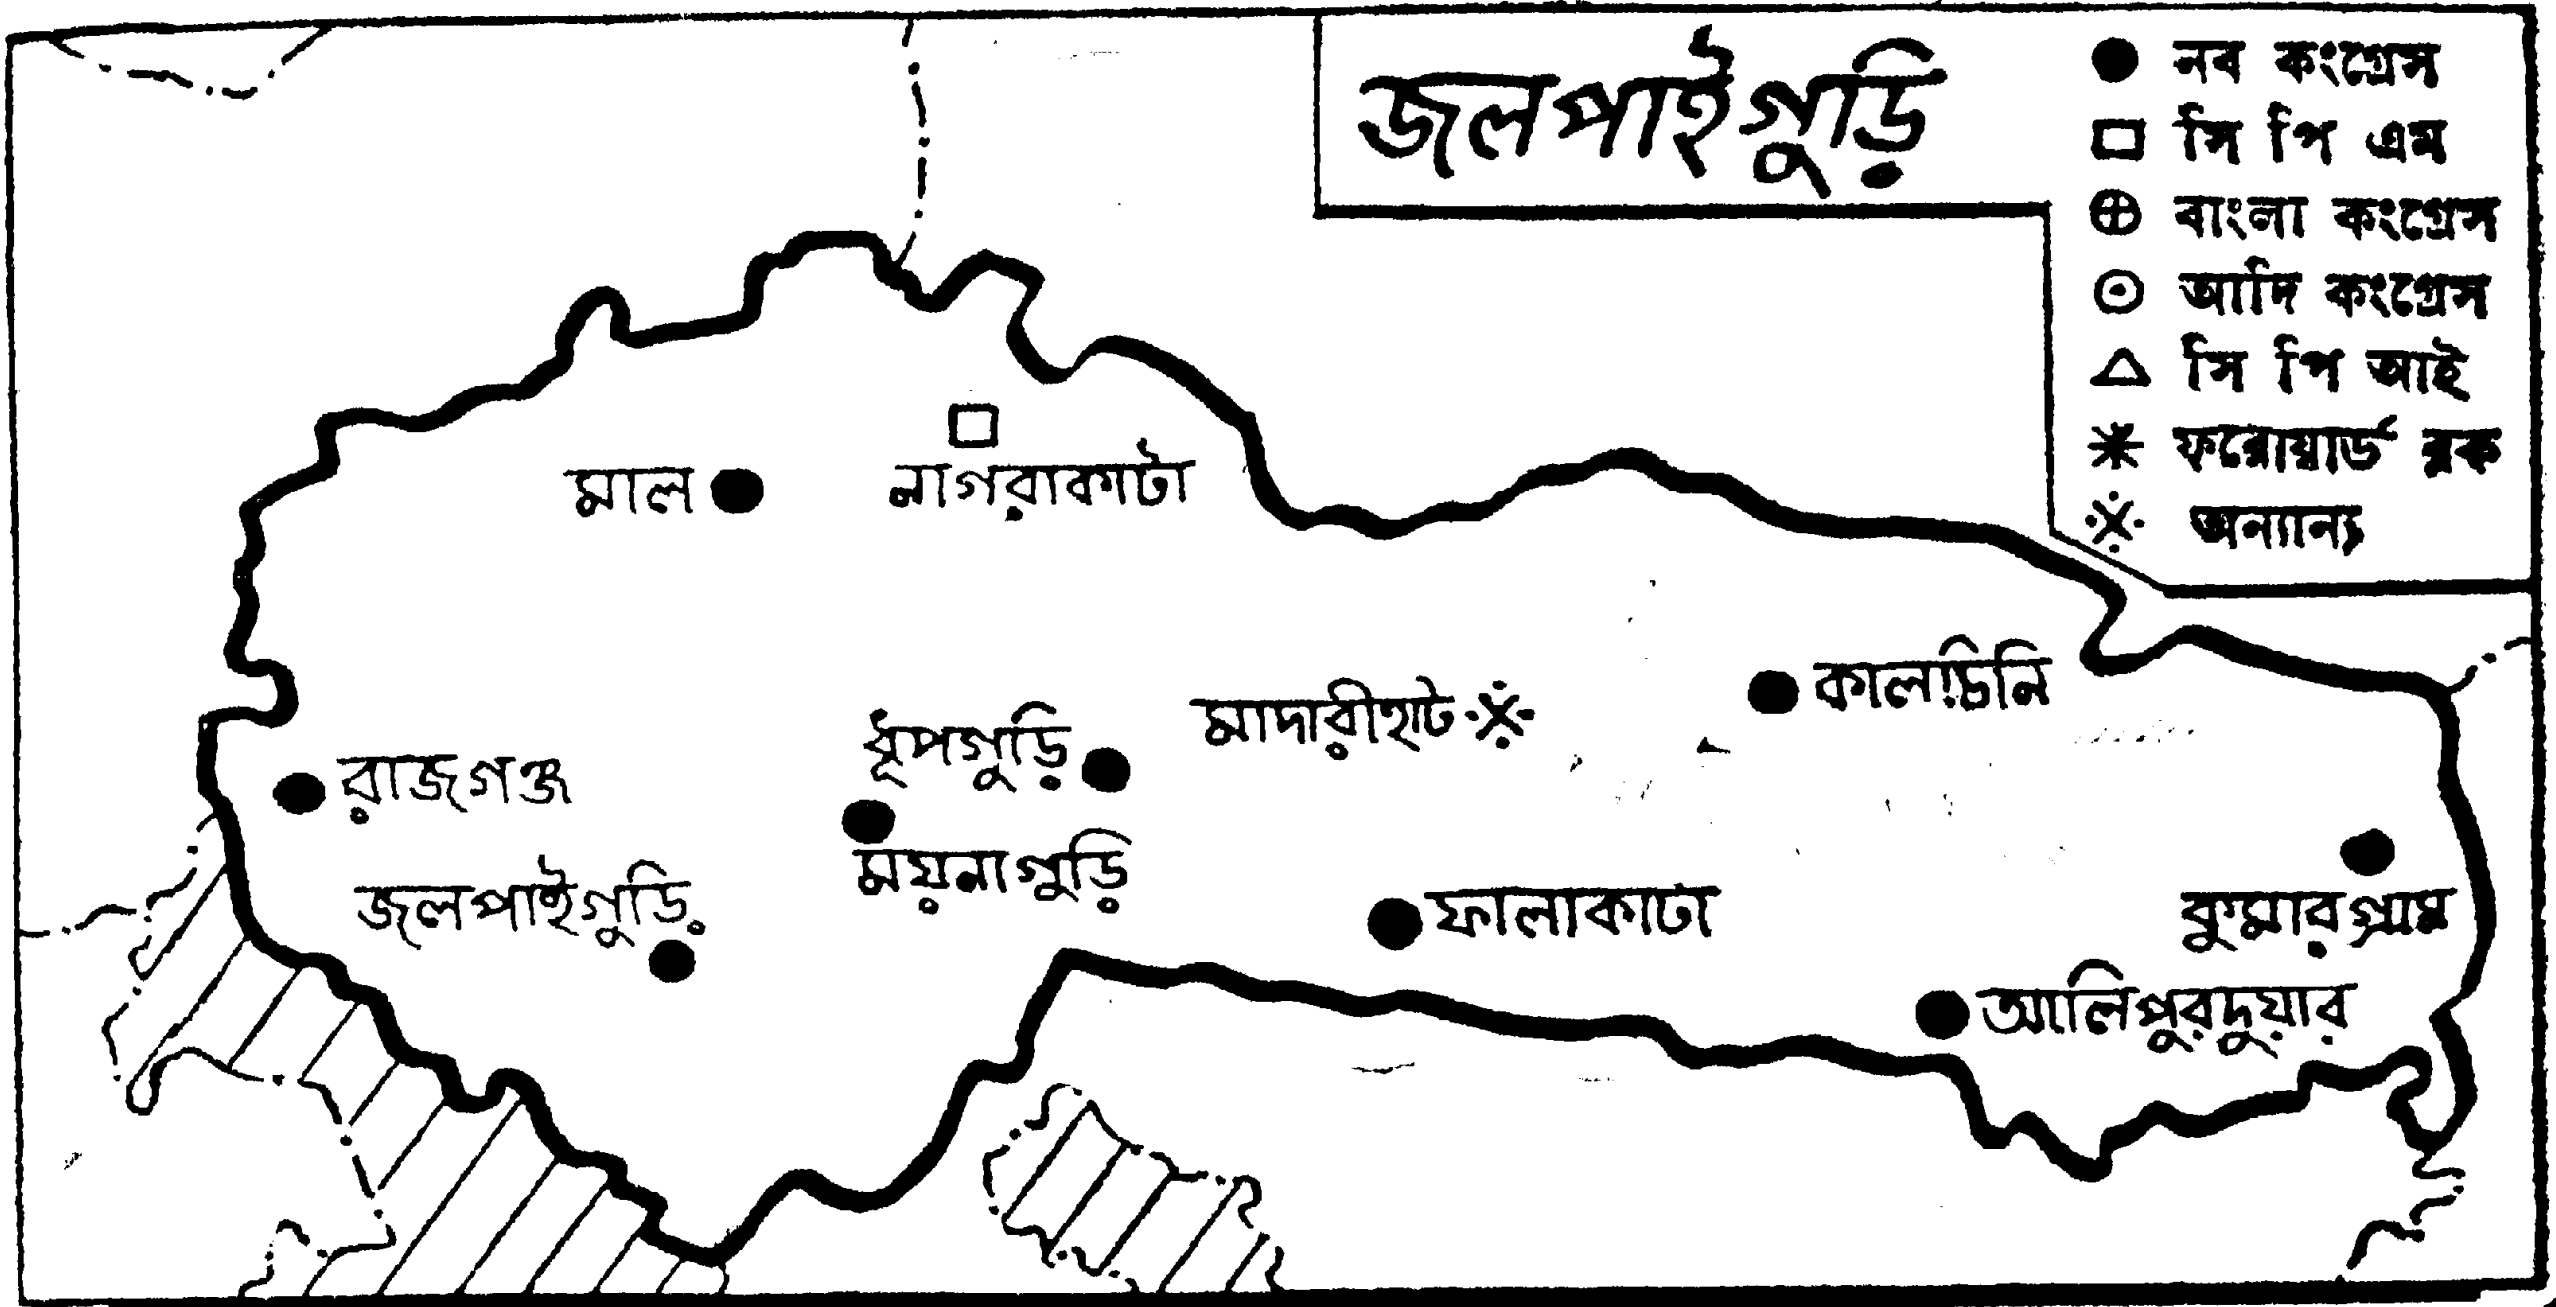 জলপাইগুড়ি
নব কংগ্রেস
সি পি এম
বাংলা কংগ্রেস
আদি কংগ্রেস
সি পি আই
ফরোয়ার্ড ব্লক
অন্যান্য
মাল
নাগরাকাটা
কালচিনি
মাদারীহাট
ধূপগুড়ি
রাজগঞ্জ
ময়নাগুড়ি
জলপাইগুড়ি
ফালাকাটা
কুমারগ্রাম
আলিপুরদুয়ার